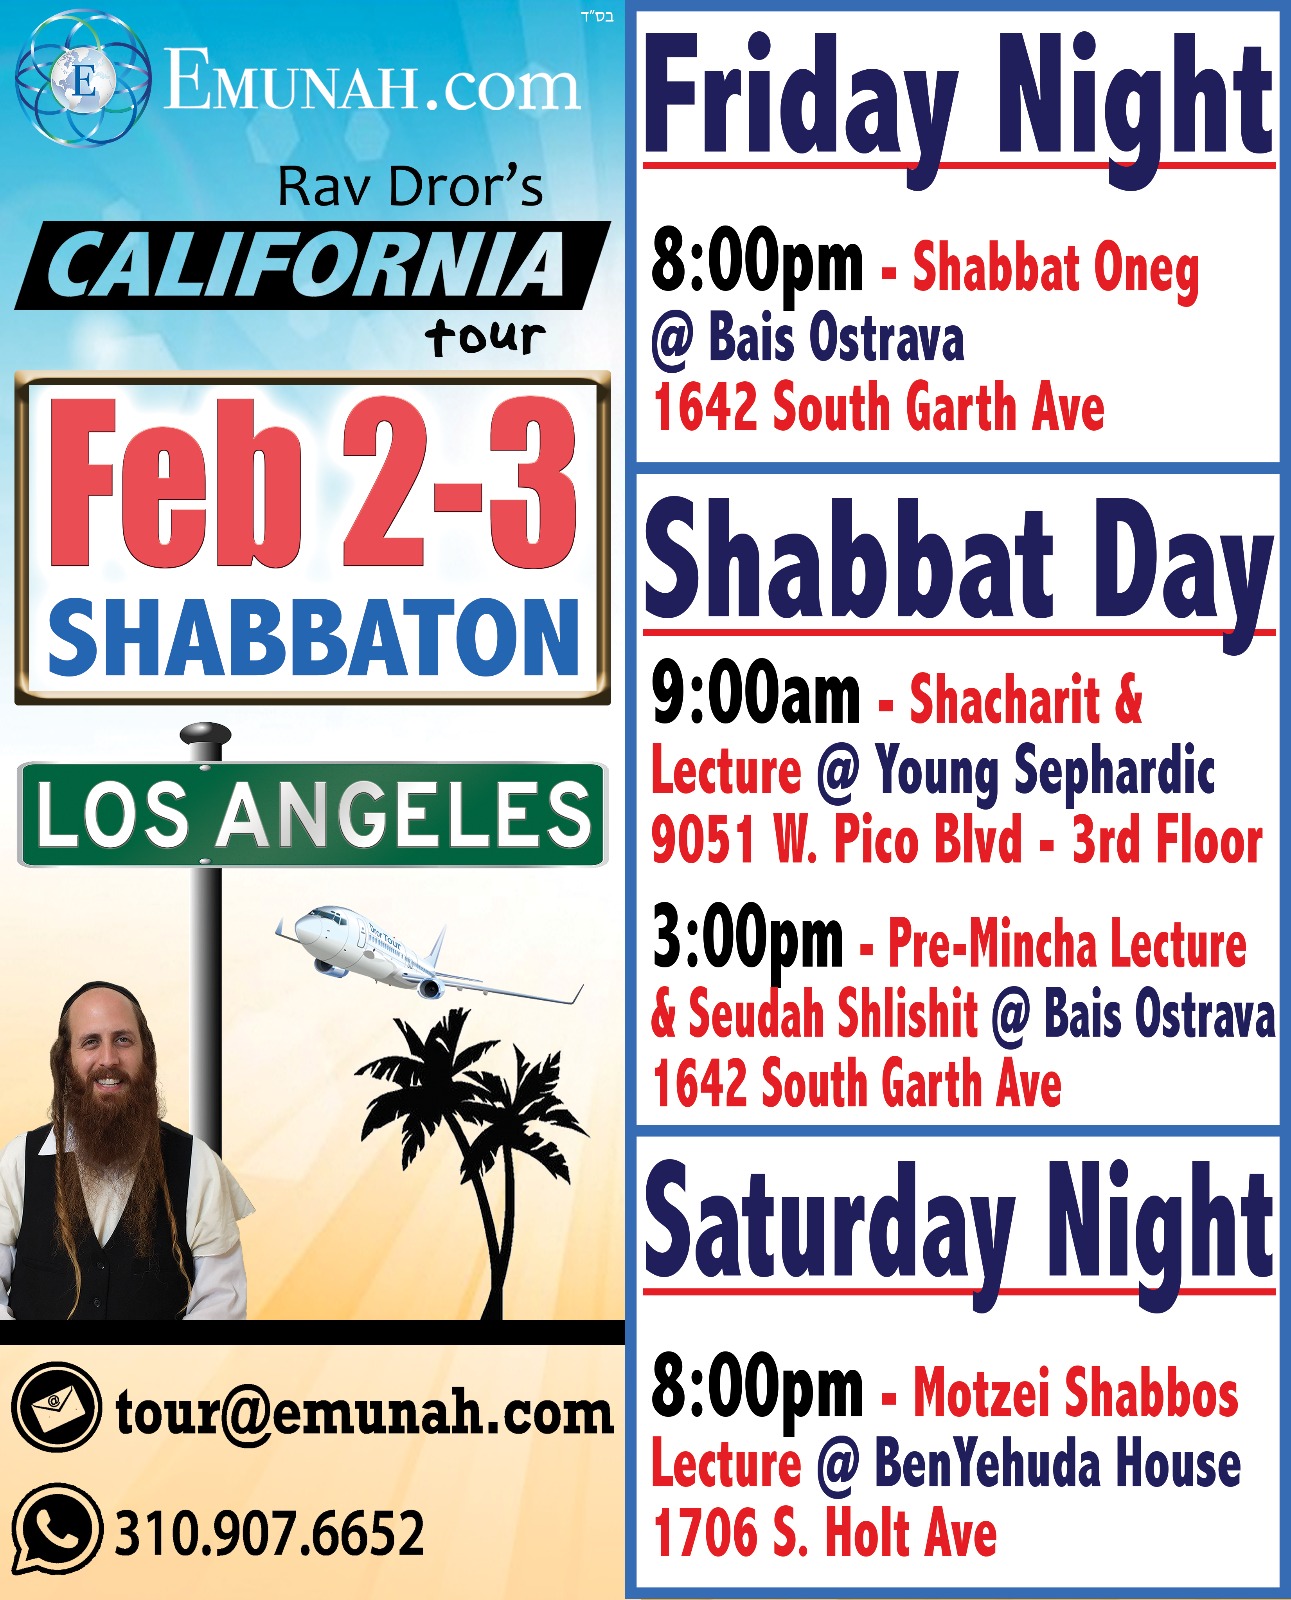 בס"ד
E
EMUNAH.com
Rav Dror's
CALIFORNIA
tour
Feb 2-3
SHABBATON
LOS ANGELES
Dror Tour
@
tour@emunah.com
310.907.6652
Friday Night
8:00pm - Shabbat Oneg
@ Bais Ostrava
1642 South Garth Ave
Shabbat Day
9:00am - Shacharit &
Lecture @ Young Sephardic
9051 W. Pico Blvd - 3rd Floor
3:00pm - Pre-Mincha Lecture
& Seudah Shlishit @ Bais Ostrava
1642 South Garth Ave
Saturday Night
8:00pm - Motzei Shabbos
Lecture @ BenYehuda House
1706 S. Holt Ave